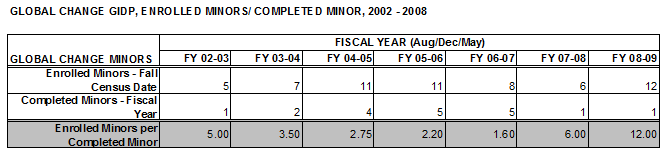 GLOBAL CHANGE GIDP, ENROLLED MINORS/ COMPLETED MINOR, 2002 - 2008
FISCAL YEAR (Aug/Dec/May)
GLOBAL CHANGE MINORS FY 02-03 FY 03-04 FY 04-05 FY 05-06 FY 06-07 FY 07-08 FY 08-09
Enrolled Minors - Fall
Census Date 5 7 11 11 8 6 12
Completed Minors - Fiscal
Year 1 2 4 5 5 1 1
Enrolled Minors per
Completed Minor 5.00 3.50 2.75 2.20 1.60 6.00 12.00